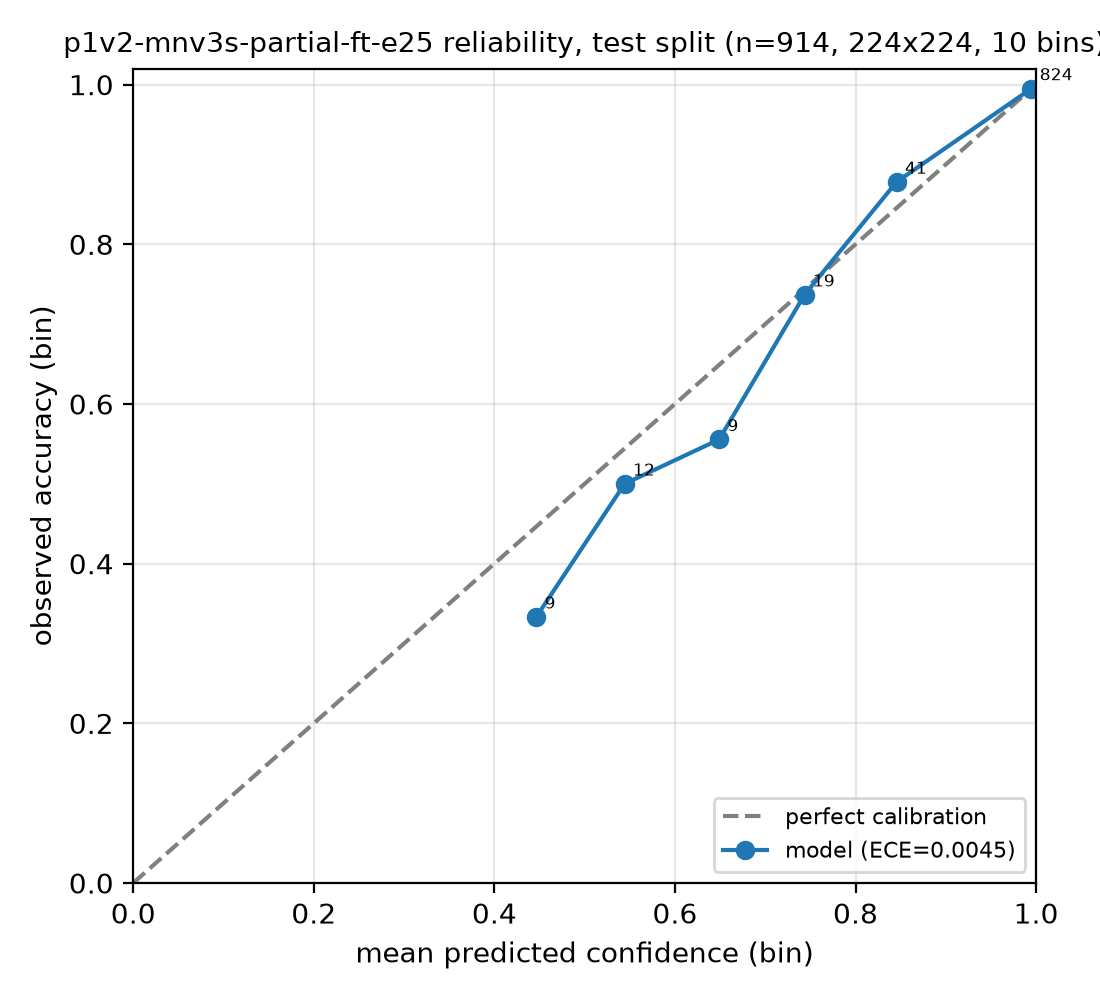 p1v2-mnv3s-partial-ft-e25 reliability, test split (n=914, 224x224, 10 bins)
1.0
824
41
0.8
19
observed accuracy (bin)
0.6
9
12
0.4
9
0.2
perfect calibration
model (ECE=0.0045)
0.0
0.0 0.2 0.4 0.6 0.8 1.0
mean predicted confidence (bin)